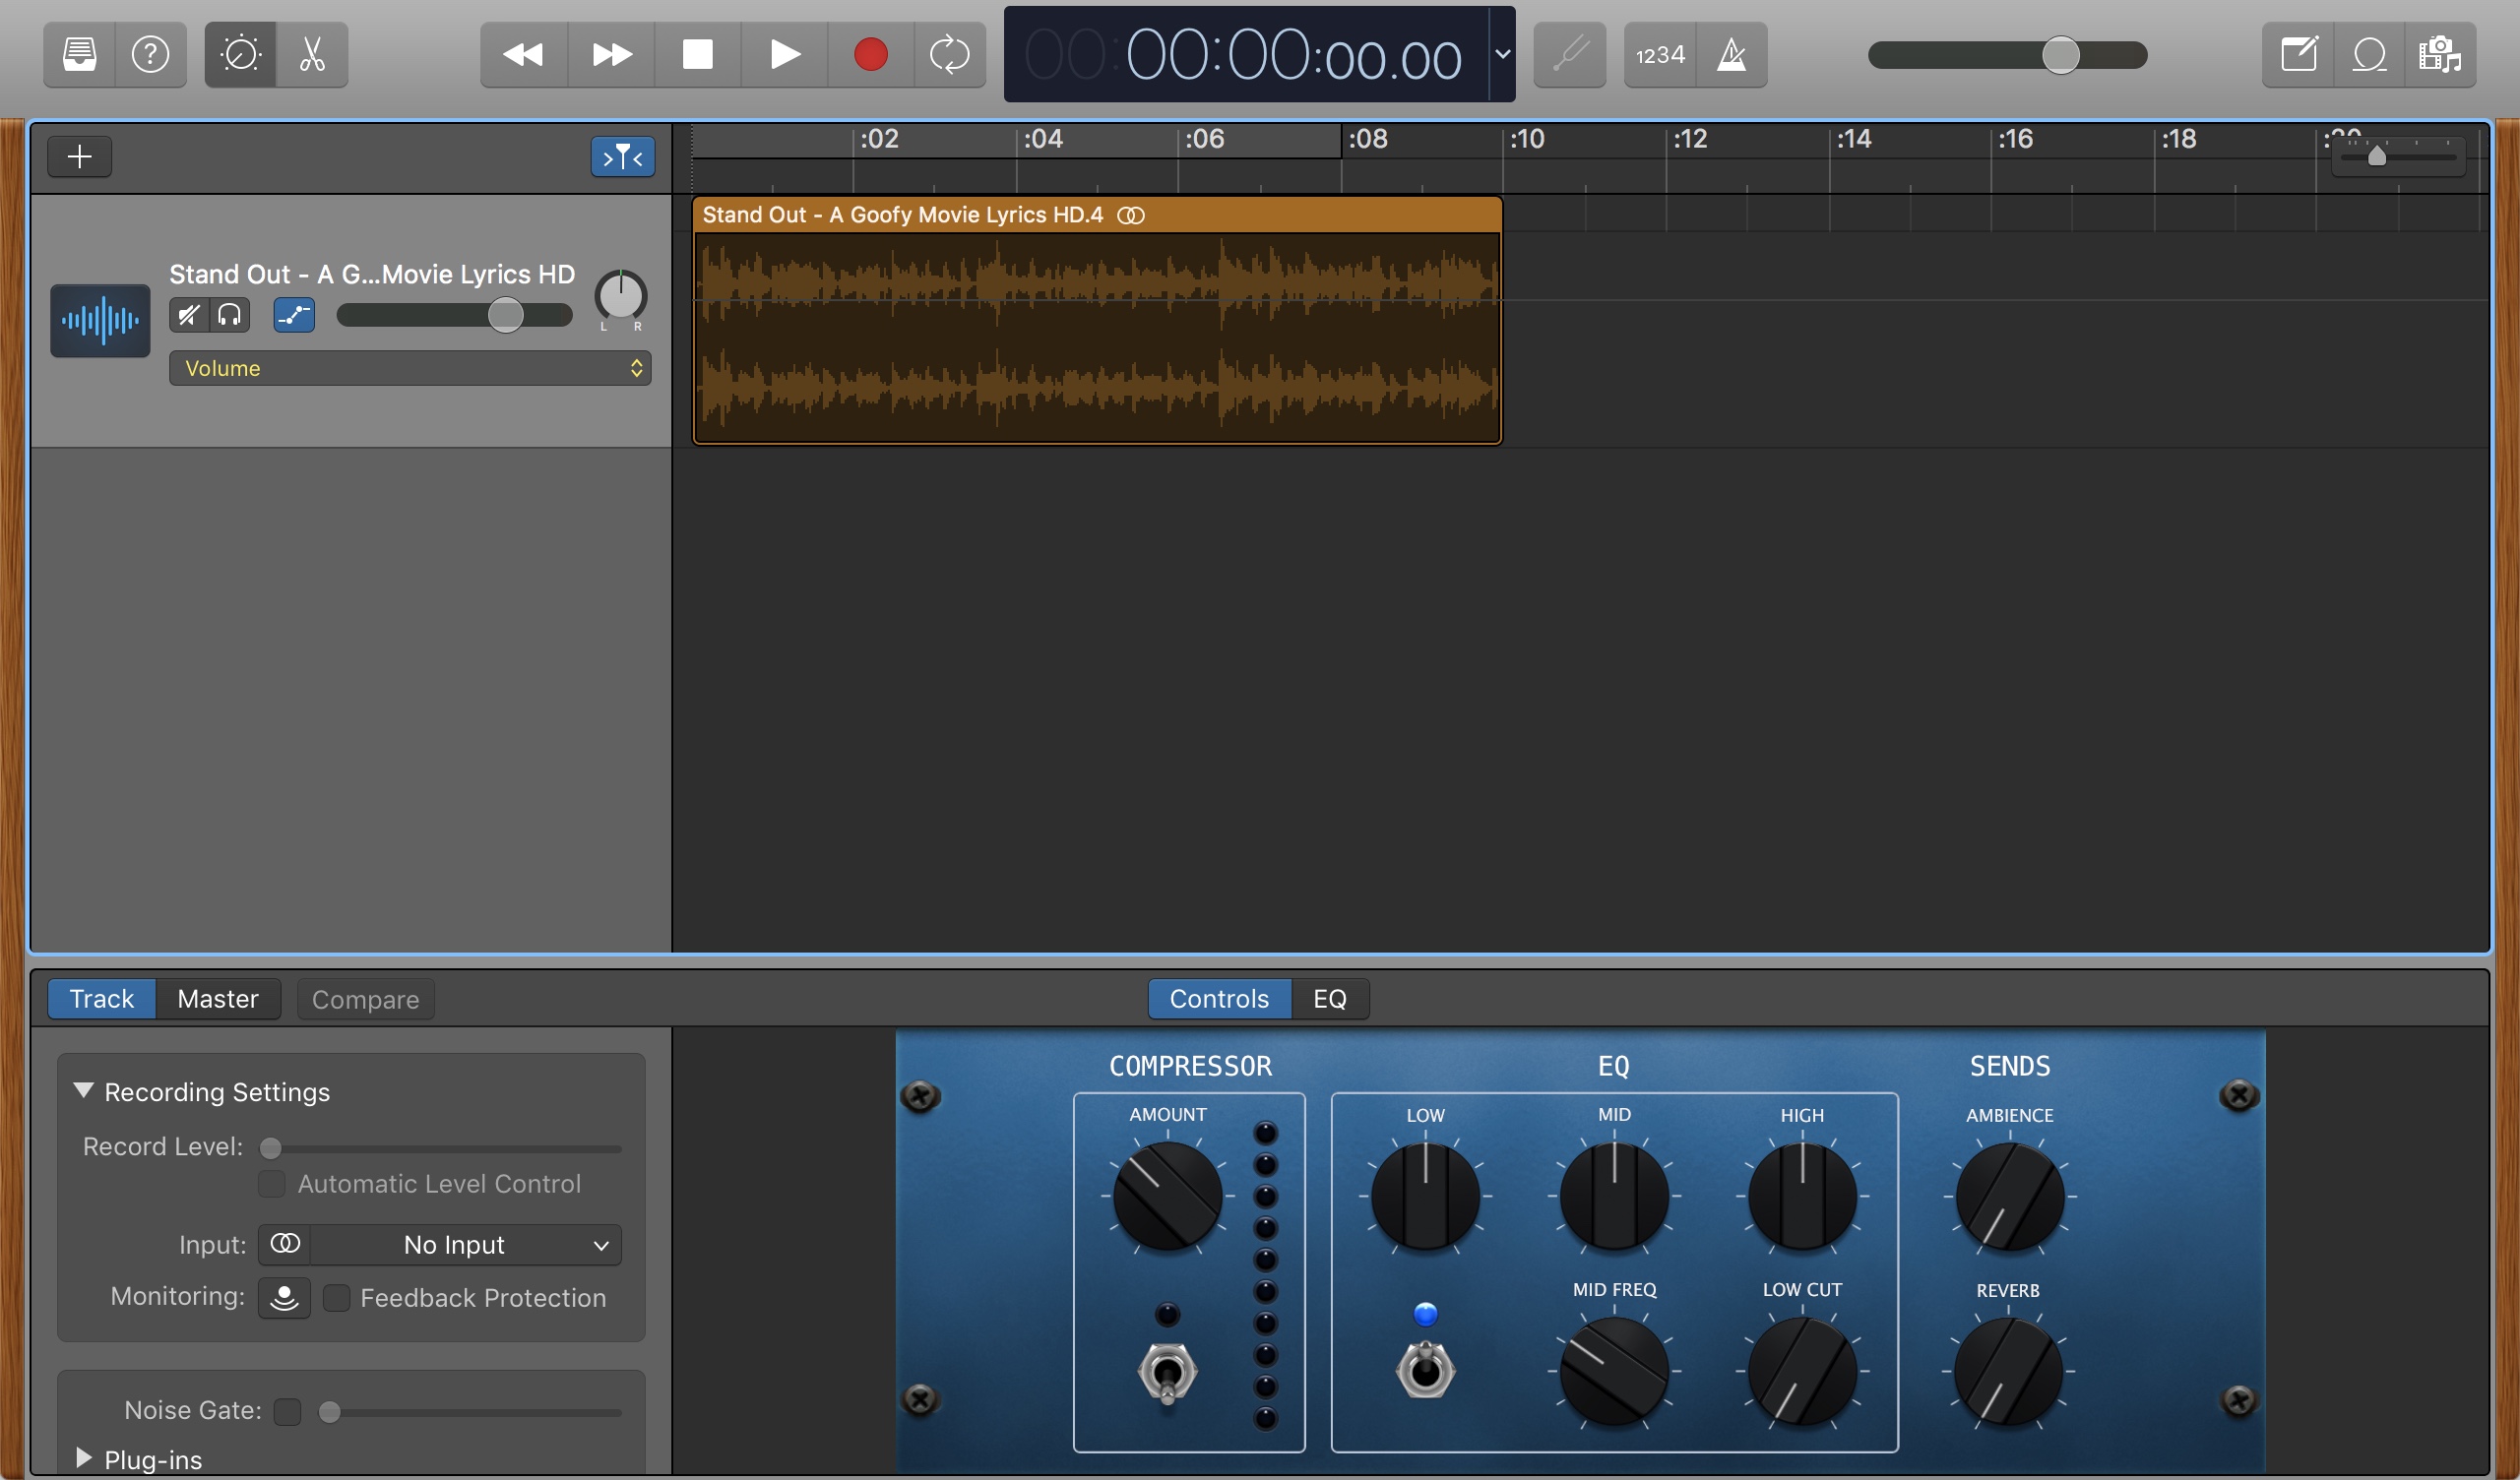 00:00:00:00.00
1234
:02 :04 :06 :08 :10 :12 :14 :16 :18
Stand Out - A Goofy Movie Lyrics HD.4
Stand Out - A G...Movie Lyrics HD
L R
Volume
Track Master Compare
Controls EQ
Recording Settings
Record Level:
Automatic Level Control
Input: No Input
Monitoring: Feedback Protection
Noise Gate:
Plug-ins
COMPRESSOR EQ SENDS
AMOUNT LOW MID HIGH AMBIENCE
MID FREQ LOW CUT REVERB